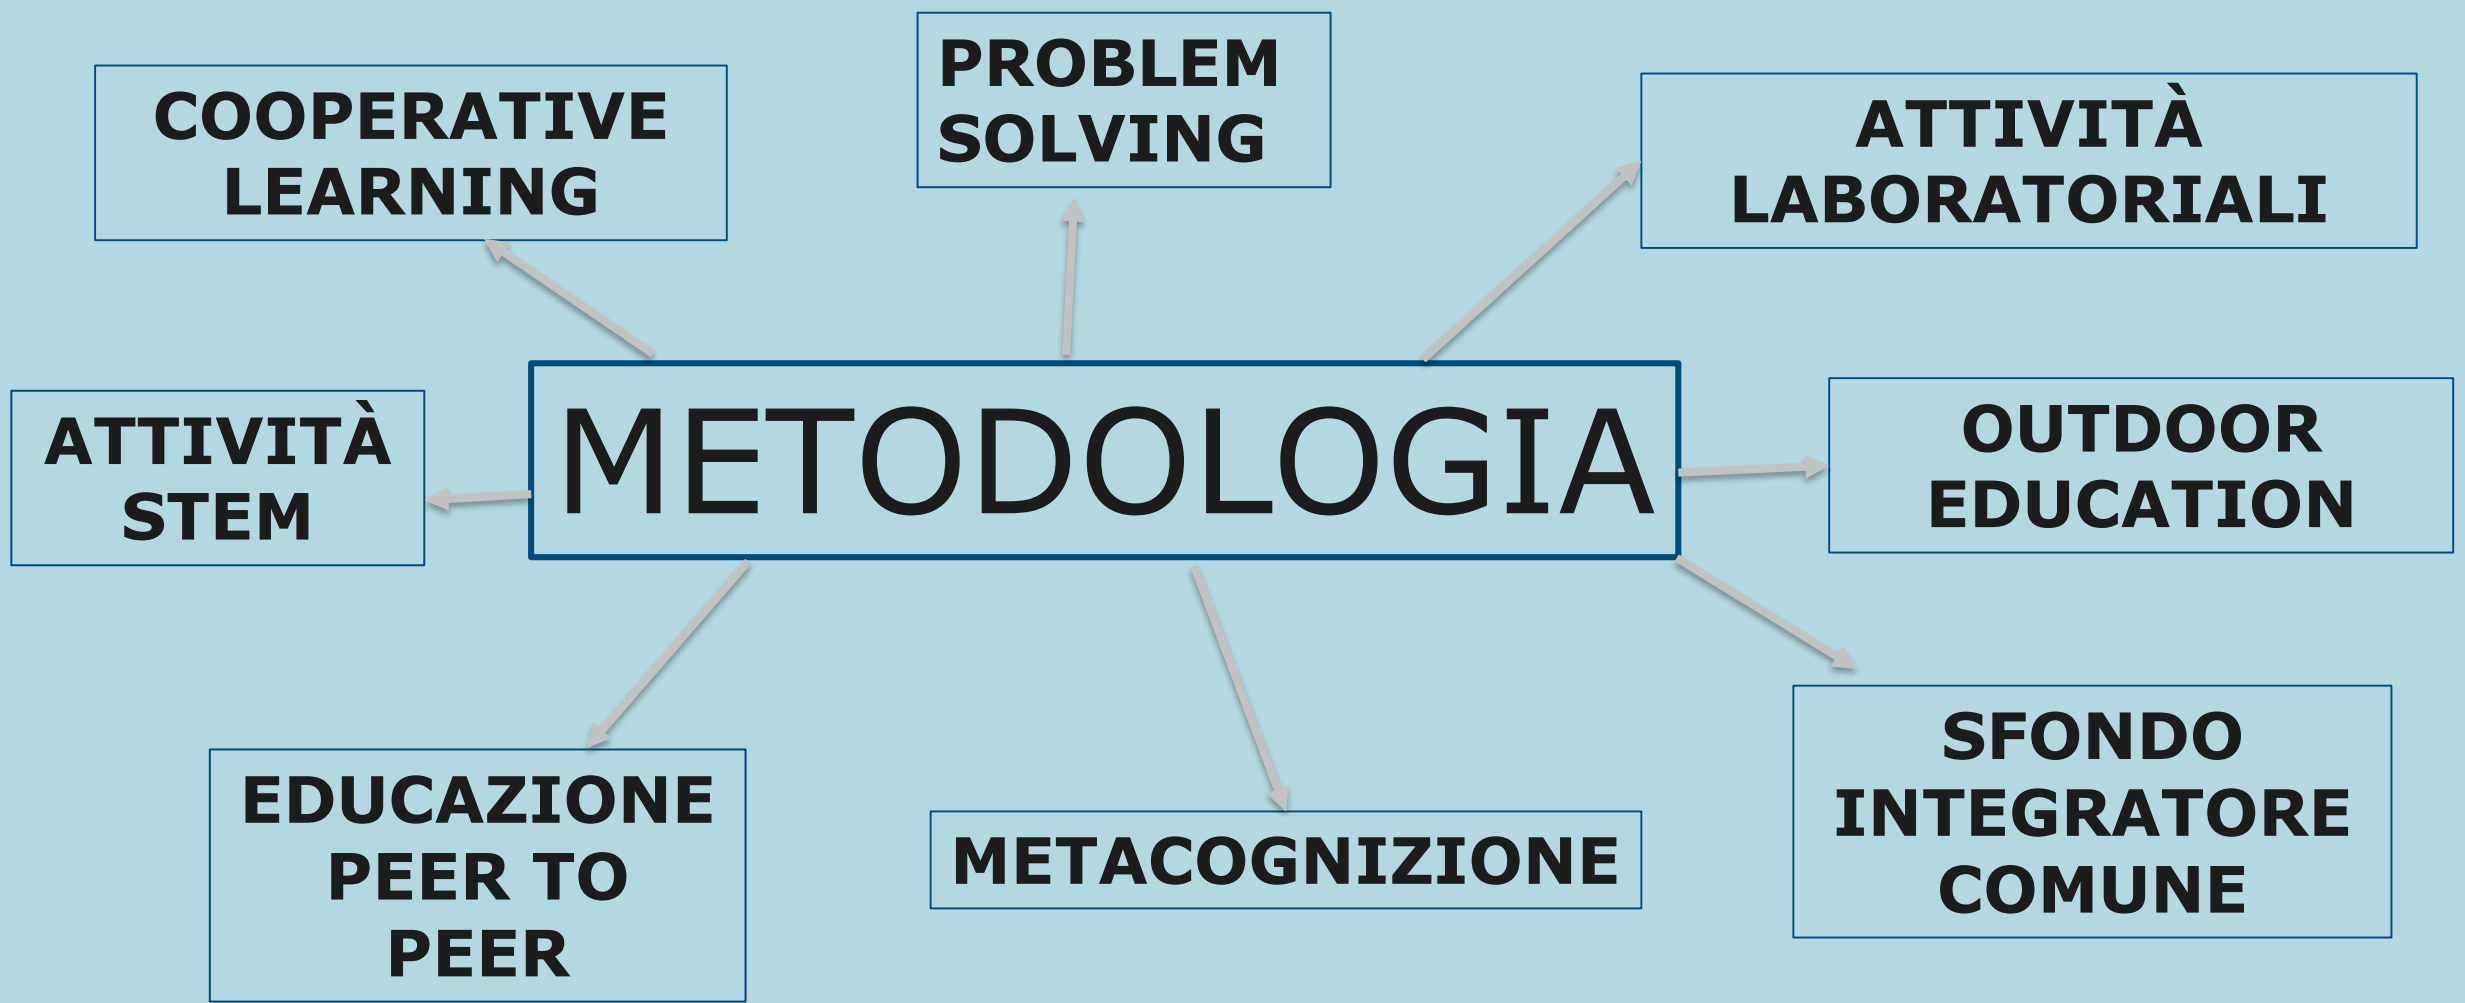 COOPERATIVE
LEARNING
PROBLEM
SOLVING
ATTIVITÀ
LABORATORIALI
ATTIVITÀ
STEM
METODOLOGIA
OUTDOOR
EDUCATION
EDUCAZIONE
PEER TO
PEER
METACOGNIZIONE
SFONDO
INTEGRATORE
COMUNE